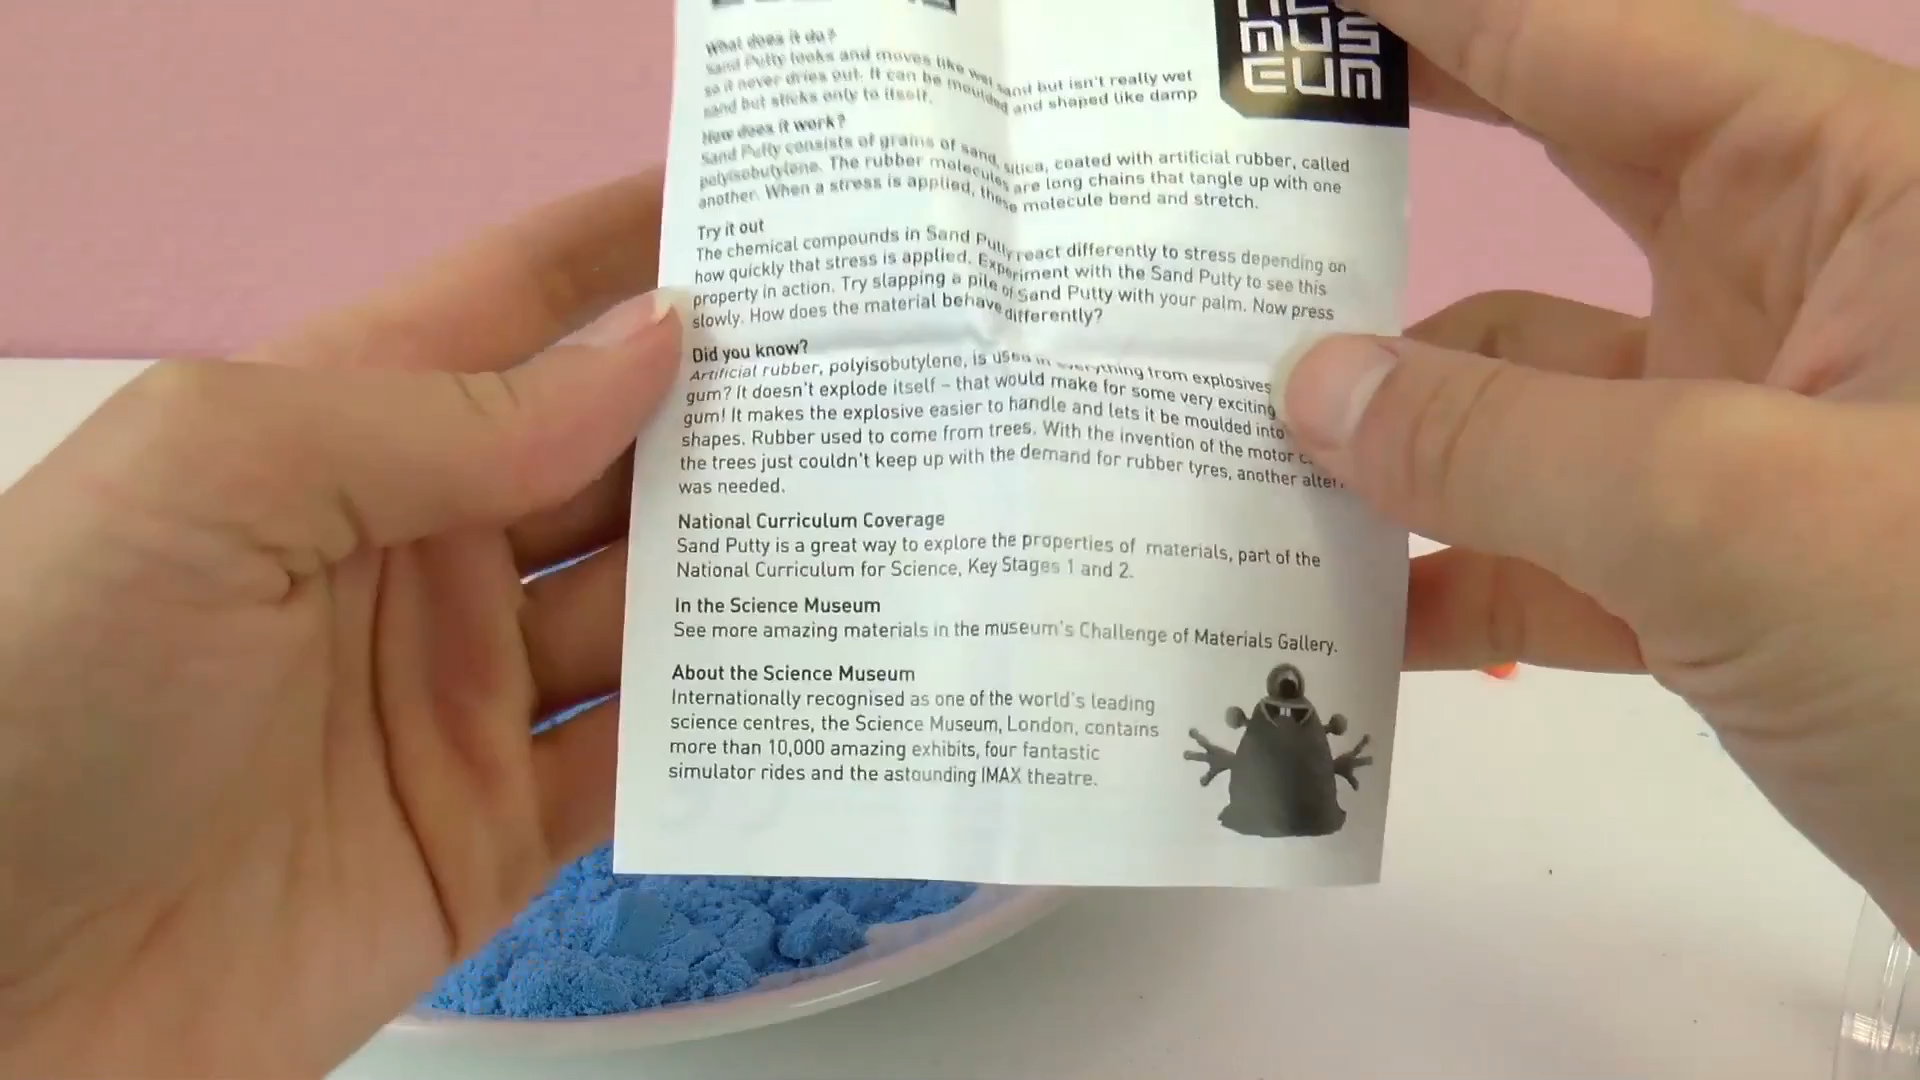 MUS
EUM
What does it do?
Sand Putty looks and moves like wet sand but isn't really wet
so it never dries out. It can be moulded and shaped like damp
sand but sticks only to itself.
How does it work?
Sand Putty consists of grains of sand, silica, coated with artificial rubber, called
polyisobutylene. The rubber molecules are long chains that tangle up with one
another. When a stress is applied, these molecule bend and stretch.
Try it out
The chemical compounds in Sand Putty react differently to stress depending on
how quickly that stress is applied. Experiment with the Sand Putty to see this
property in action. Try slapping a pile of Sand Putty with your palm. Now press
slowly. How does the material behave differently?
Did you know?
Artificial rubber, polyisobutylene, is used in everything from explosives
gum? It doesn't explode itself – that would make for some very exciting
gum! It makes the explosive easier to handle and lets it be moulded into
shapes. Rubber used to come from trees. With the invention of the motor
the trees just couldn't keep up with the demand for rubber tyres, another
was needed.
National Curriculum Coverage
Sand Putty is a great way to explore the properties of materials, part of the
National Curriculum for Science, Key Stages 1 and 2.
In the Science Museum
See more amazing materials in the museum's Challenge of Materials Gallery.
About the Science Museum
Internationally recognised as one of the world's leading
science centres, the Science Museum, London, contains
more than 10,000 amazing exhibits, four fantastic
simulator rides and the astounding IMAX theatre.